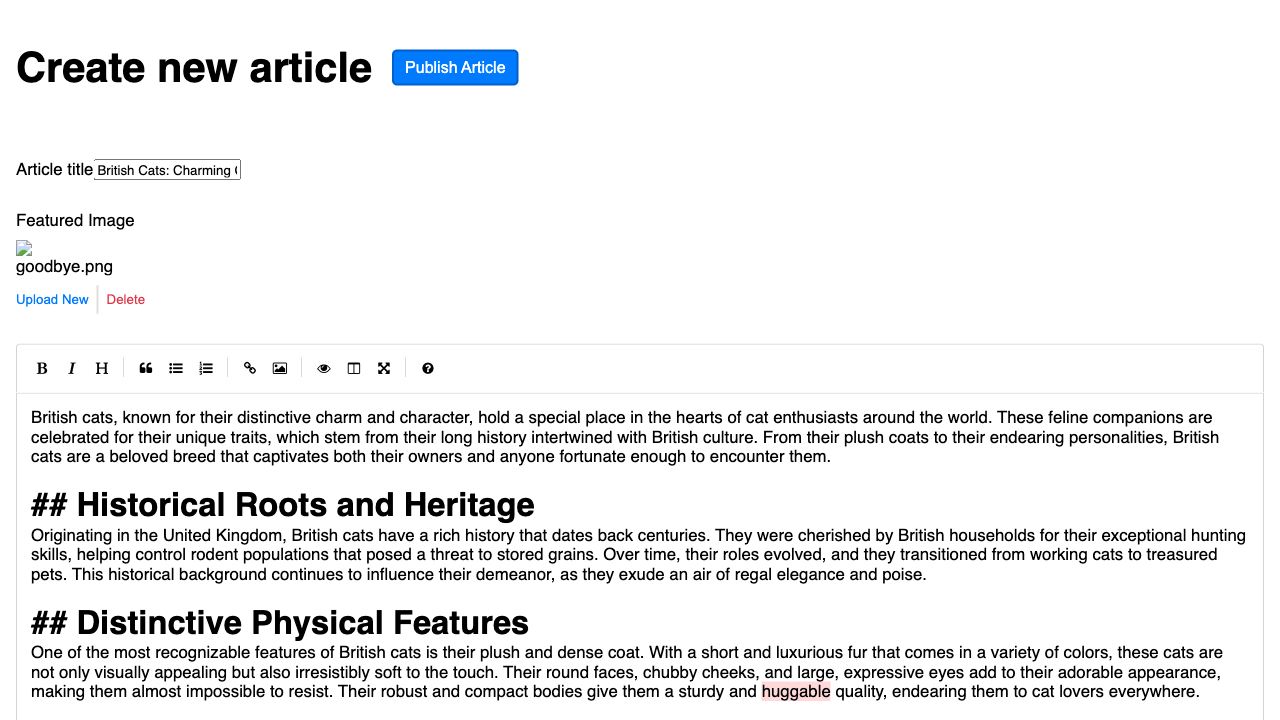 Create new article
Publish Article
Article title
British Cats: Charming
Featured Image
goodbye.png
Upload New
Delete
B I H
British cats, known for their distinctive charm and character, hold a special place in the hearts of cat enthusiasts around the world. These feline companions are
celebrated for their unique traits, which stem from their long history intertwined with British culture. From their plush coats to their endearing personalities, British
cats are a beloved breed that captivates both their owners and anyone fortunate enough to encounter them.
## Historical Roots and Heritage
Originating in the United Kingdom, British cats have a rich history that dates back centuries. They were cherished by British households for their exceptional hunting
skills, helping control rodent populations that posed a threat to stored grains. Over time, their roles evolved, and they transitioned from working cats to treasured
pets. This historical background continues to influence their demeanor, as they exude an air of regal elegance and poise.
## Distinctive Physical Features
One of the most recognizable features of British cats is their plush and dense coat. With a short and luxurious fur that comes in a variety of colors, these cats are
not only visually appealing but also irresistibly soft to the touch. Their round faces, chubby cheeks, and large, expressive eyes add to their adorable appearance,
making them almost impossible to resist. Their robust and compact bodies give them a sturdy and huggable quality, endearing them to cat lovers everywhere.